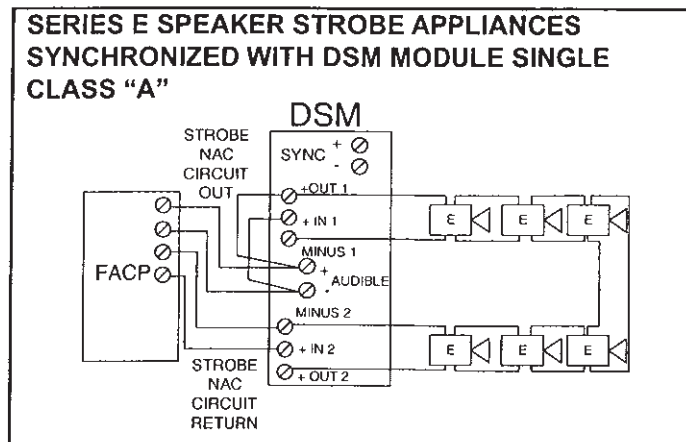 SERIES E SPEAKER STROBE APPLIANCES
SYNCHRONIZED WITH DSM MODULE SINGLE
CLASS “A”
DSM
STROBE
NAC
CIRCUIT
OUT
SYNC + -
+OUT 1
+ IN 1
MINUS 1
+
- AUDIBLE
MINUS 2
+ IN 2
+ OUT 2
FACP
STROBE
NAC
CIRCUIT
RETURN
E E E
E E E